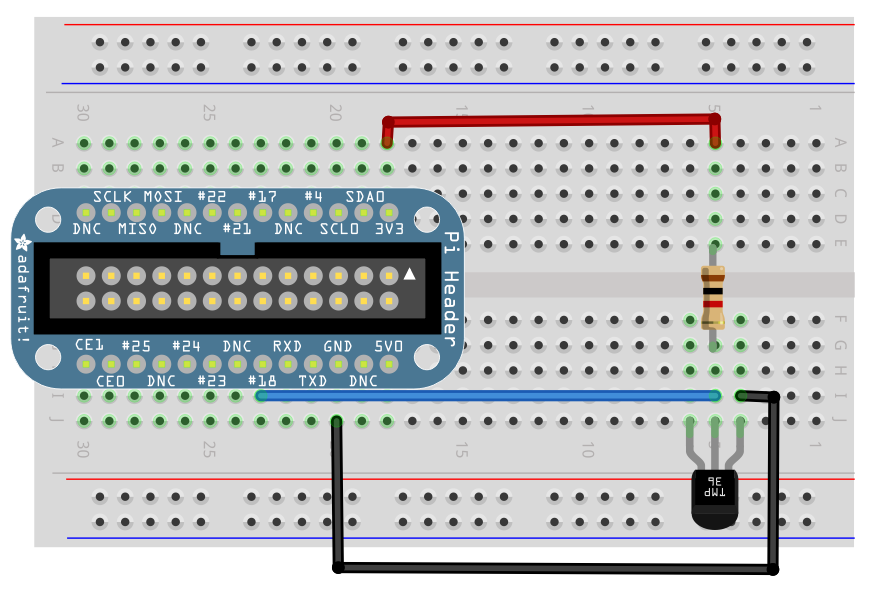 30 25 20 15 10 5 1
A A
B B
C
D D
E
SCLK MOSI #22 #17 #4 SDA0
DNC MISO DNC #21 DNC SCL0 3V3
adafruit!
Pi Header
F
G
H
CE1 #25 #24 DNC RXD GND 5V0
CE0 DNC #23 #18 TXD DNC
I I
J J
30 25 15 10 1
TMP
36